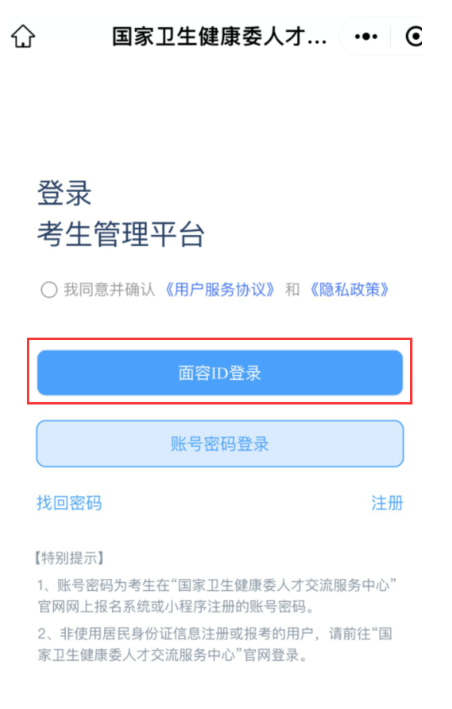 国家卫生健康委人才...
登录
考生管理平台
我同意并确认《用户服务协议》和《隐私政策》
面容ID登录
账号密码登录
找回密码 注册
【特别提示】
1、账号密码为考生在“国家卫生健康委人才交流服务中心”
官网网上报名系统或小程序注册的账号密码。
2、非使用居民身份证信息注册或报考的用户，请前往“国
家卫生健康委人才交流服务中心”官网登录。